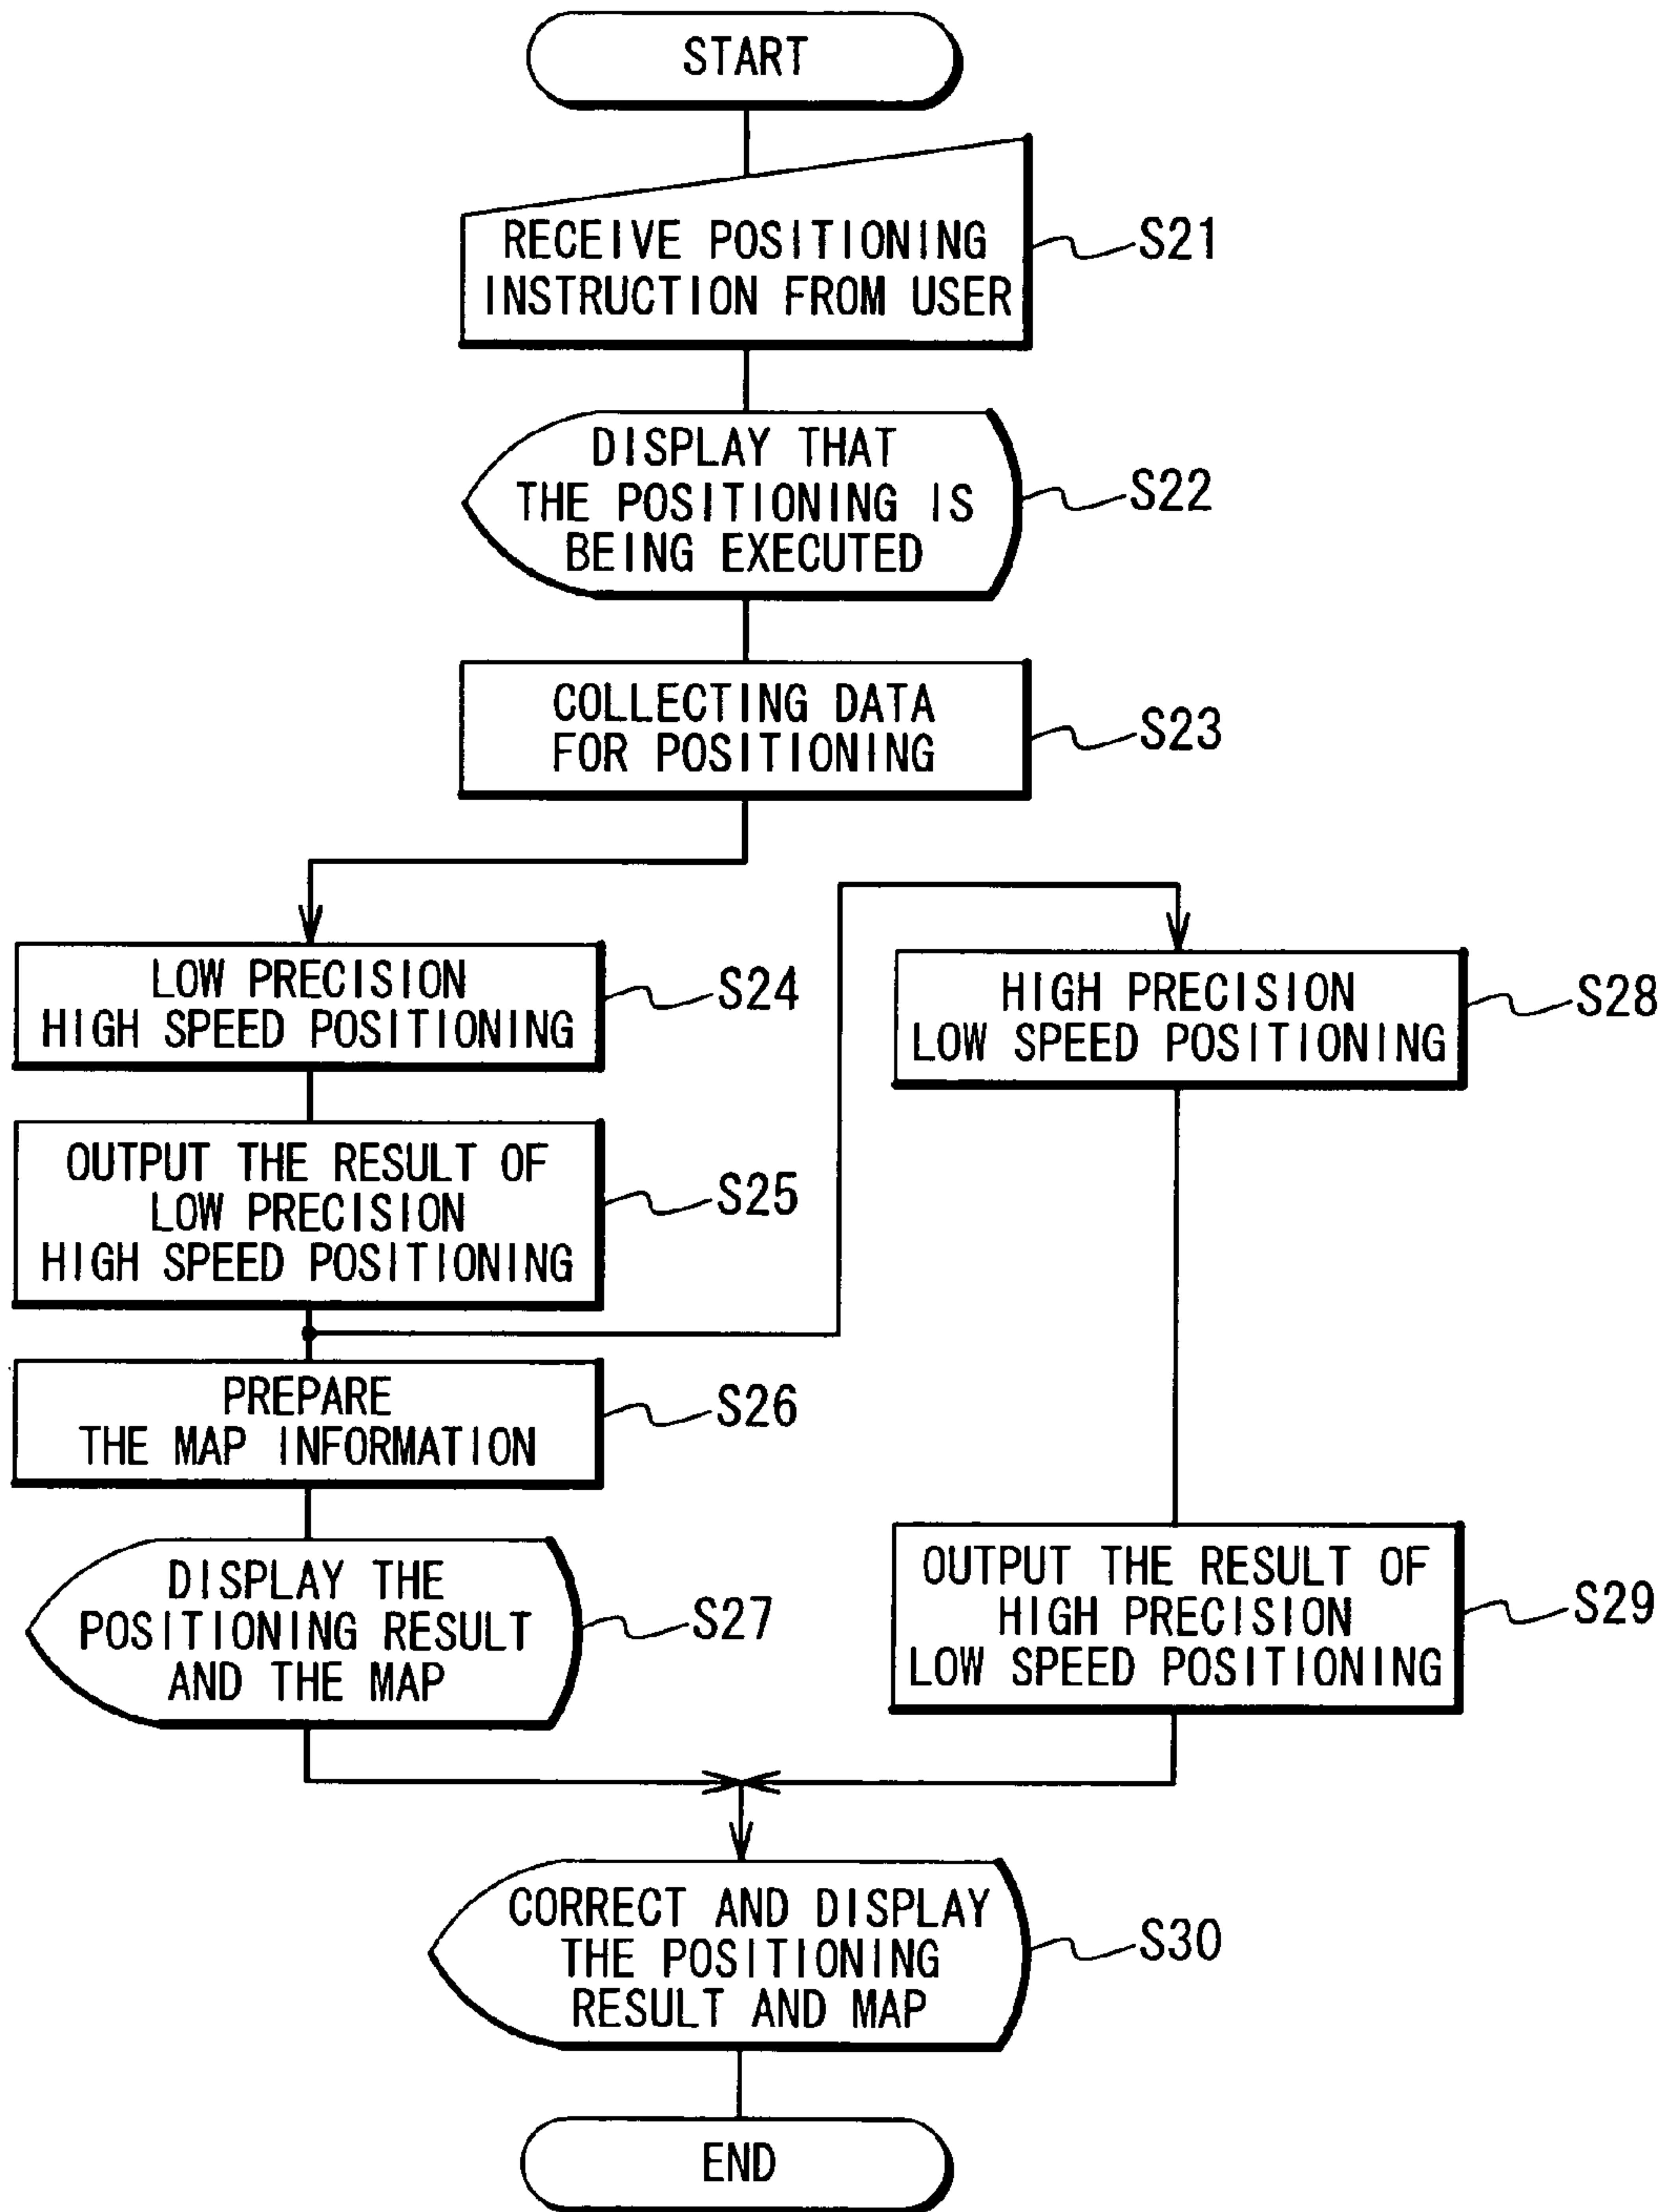 START
RECEIVE POSITIONING
INSTRUCTION FROM USER
S21
DISPLAY THAT
THE POSITIONING IS
BEING EXECUTED
S22
COLLECTING DATA
FOR POSITIONING
S23
LOW PRECISION
HIGH SPEED POSITIONING
S24
OUTPUT THE RESULT OF
LOW PRECISION
HIGH SPEED POSITIONING
S25
PREPARE
THE MAP INFORMATION
S26
DISPLAY THE
POSITIONING RESULT
AND THE MAP
S27
HIGH PRECISION
LOW SPEED POSITIONING
S28
OUTPUT THE RESULT OF
HIGH PRECISION
LOW SPEED POSITIONING
S29
CORRECT AND DISPLAY
THE POSITIONING
RESULT AND MAP
S30
END